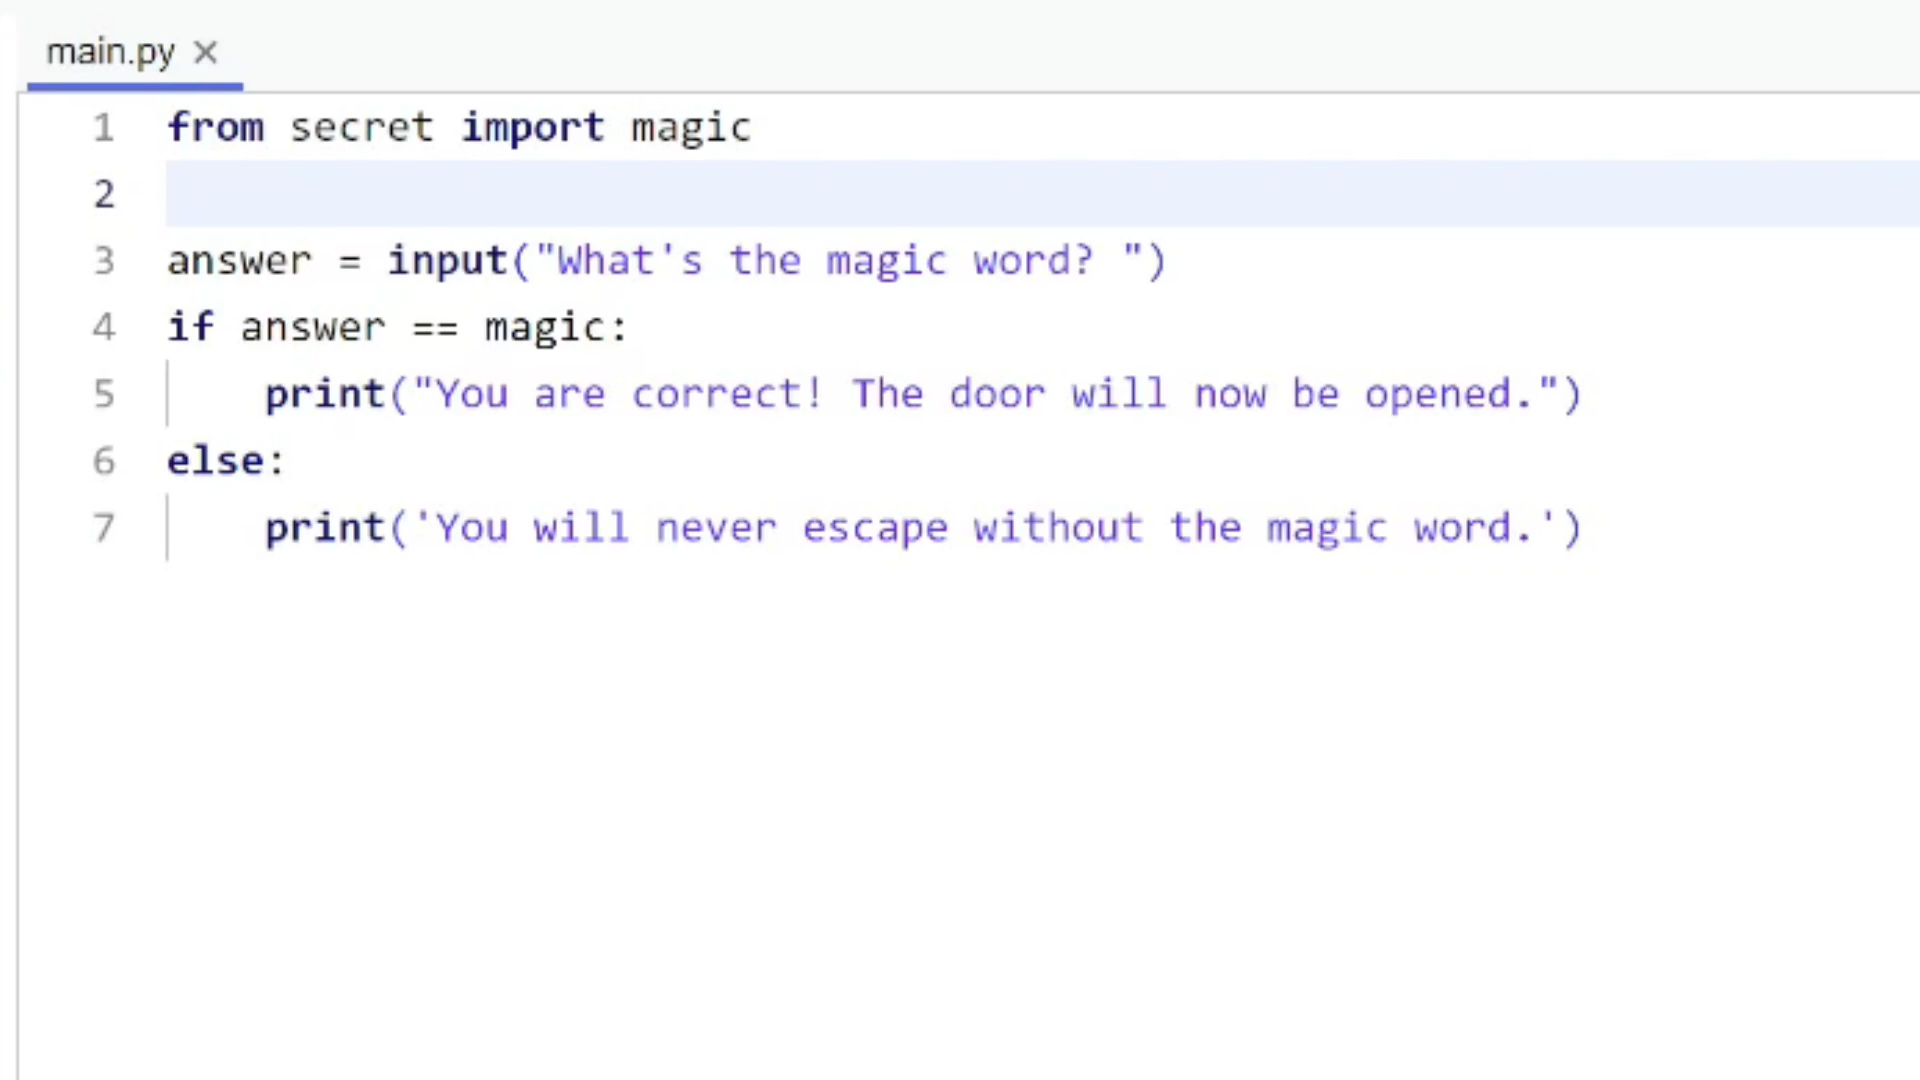 main.py
1 from secret import magic
2
3 answer = input("What's the magic word? ")
4 if answer == magic:
5     print("You are correct! The door will now be opened.")
6 else:
7     print('You will never escape without the magic word.')